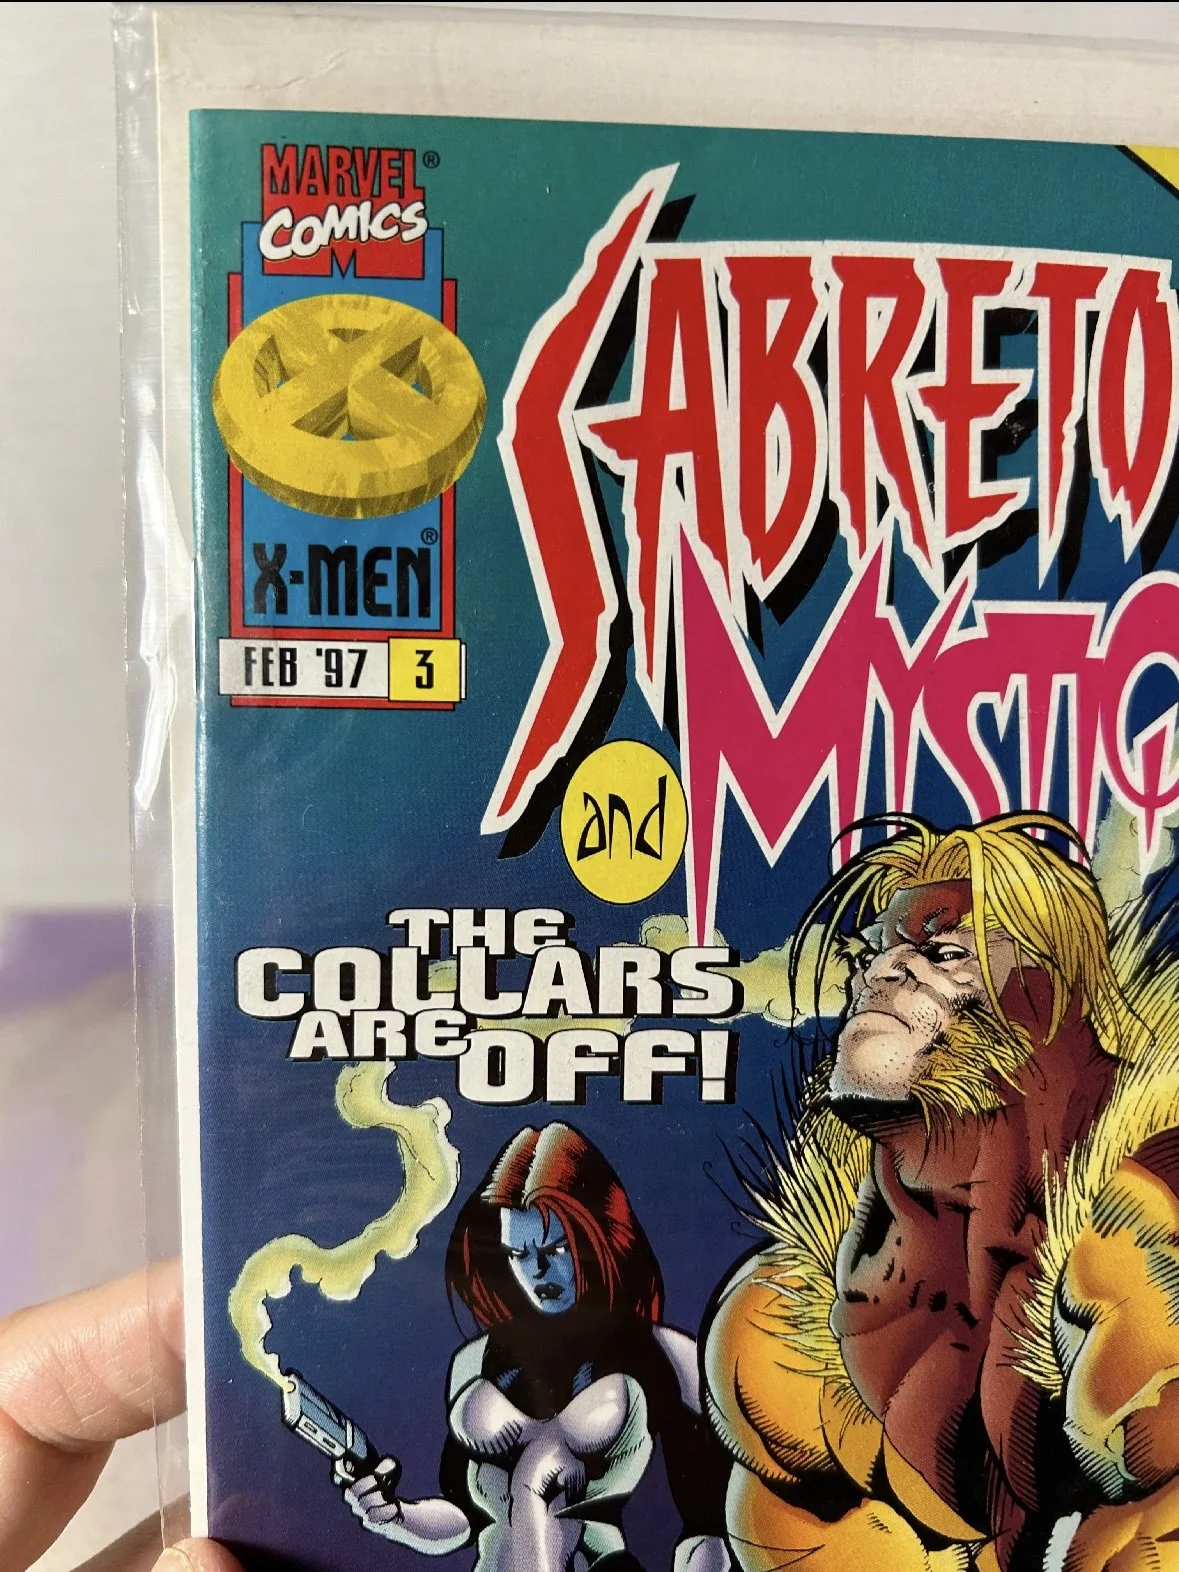 MARVEL®
COMICS
X-MEN®
FEB '97 3
SABRETO
and
MYSTIQ
THE
COLLARS
ARE
OFF!